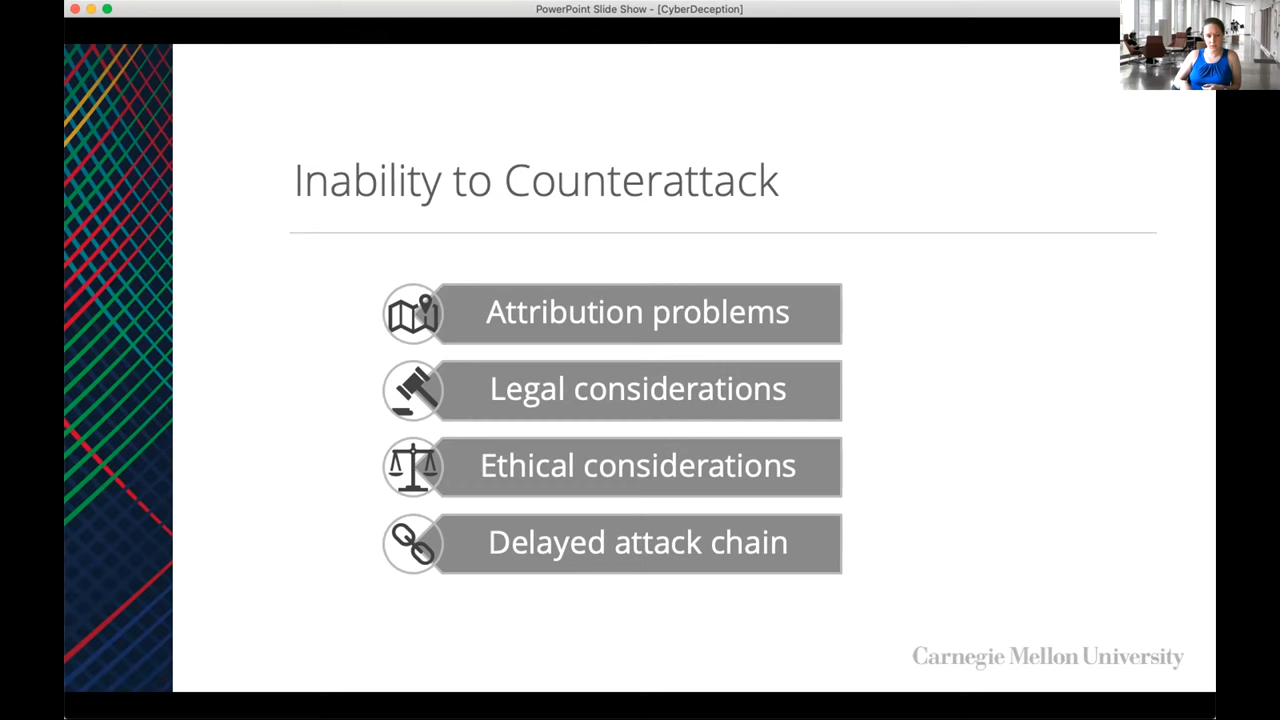 PowerPoint Slide Show - [CyberDeception]
Inability to Counterattack
Attribution problems
Legal considerations
Ethical considerations
Delayed attack chain
Carnegie Mellon University